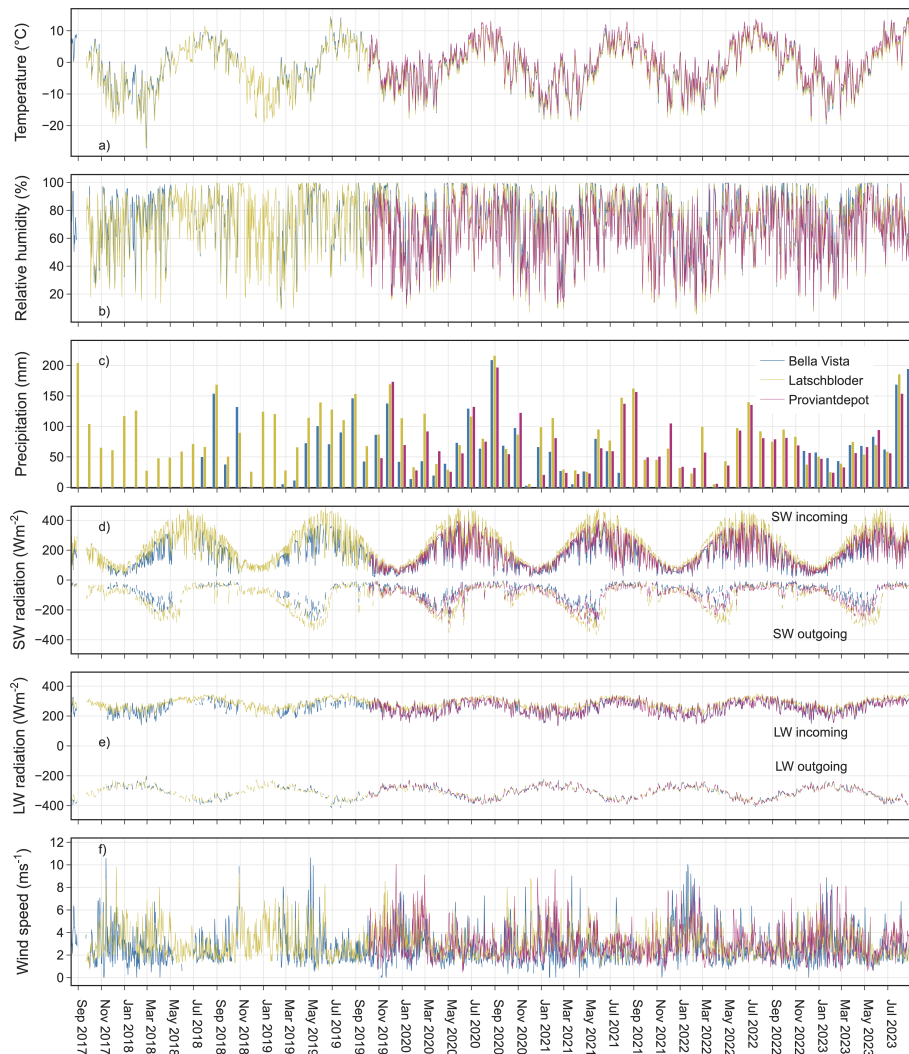 Temperature (°C)
10
0
−10
−20
a)
Relative humidity (%)
100
80
60
40
20
0
b)
Precipitation (mm)
200
150
100
50
0
c)
Bella Vista
Latschbloder
Proviantdepot
SW radiation (Wm-2)
400
200
0
−200
−400
d)
SW incoming
SW outgoing
LW radiation (Wm-2)
400
200
0
−200
−400
e)
LW incoming
LW outgoing
Wind speed (ms-1)
12
10
8
6
4
2
0
f)
Sep 2017
Nov 2017
Jan 2018
Mar 2018
May 2018
Jul 2018
Sep 2018
Nov 2018
Jan 2019
Mar 2019
May 2019
Jul 2019
Sep 2019
Nov 2019
Jan 2020
Mar 2020
May 2020
Jul 2020
Sep 2020
Nov 2020
Jan 2021
Mar 2021
May 2021
Jul 2021
Sep 2021
Nov 2021
Jan 2022
Mar 2022
May 2022
Jul 2022
Sep 2022
Nov 2022
Jan 2023
Mar 2023
May 2023
Jul 2023